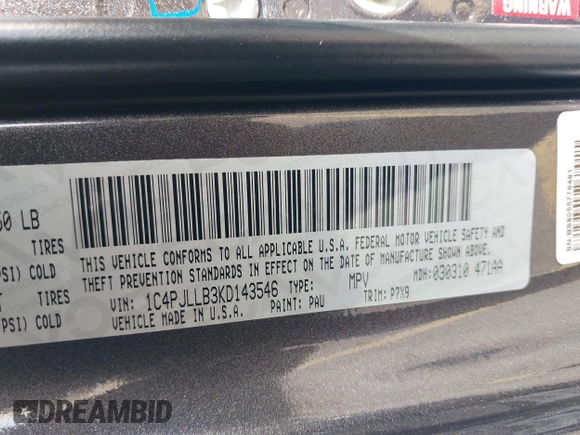 WARNING
50 LB
TIRES
PSI) COLD
TIRES
PSI) COLD
THIS VEHICLE CONFORMS TO ALL APPLICABLE U.S.A. FEDERAL MOTOR VEHICLE SAFETY AND
THEFT PREVENTION STANDARDS IN EFFECT ON THE DATE OF MANUFACTURE SHOWN ABOVE.
VIN: 1C4PJLLB3KD143546 TYPE: MPV MDH: 030310 471AA
VEHICLE MADE IN U.S.A. PAINT: PAU TRIM: P7X9
DREAMBID